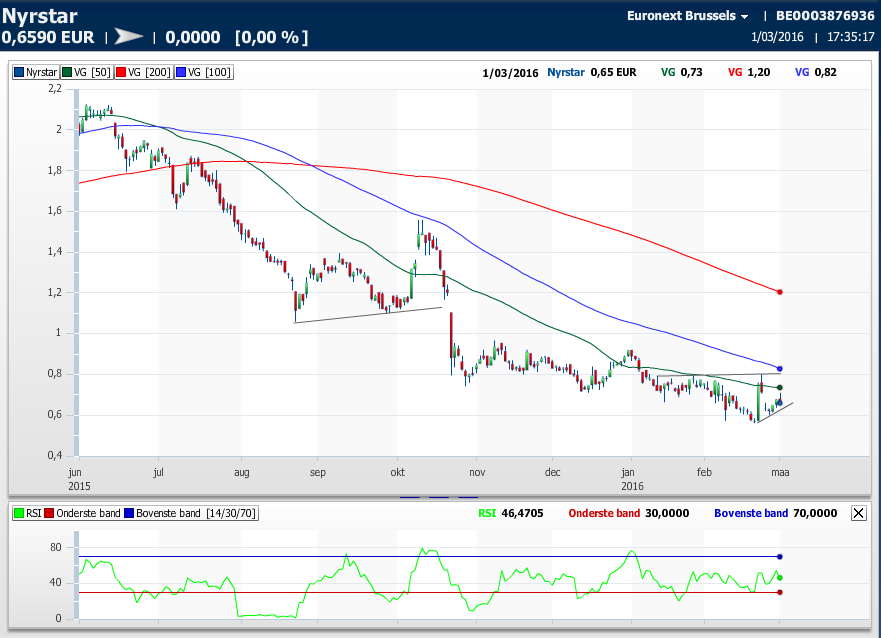 Nyrstar
Euronext Brussels | BE0003876936
0,6590 EUR | | 0,0000 [0,00 %]
1/03/2016 | 17:35:17
Nyrstar VG [50] VG [200] VG [100]
1/03/2016 Nyrstar 0,65 EUR VG 0,73 VG 1,20 VG 0,82
2,2
2
1,8
1,6
1,4
1,2
1
0,8
0,6
0,4
jun jul aug sep okt nov dec jan feb maa
2015 2016
RSI Onderste band Bovenste band [14/30/70]
RSI 46,4705 Onderste band 30,0000 Bovenste band 70,0000
80
40
0